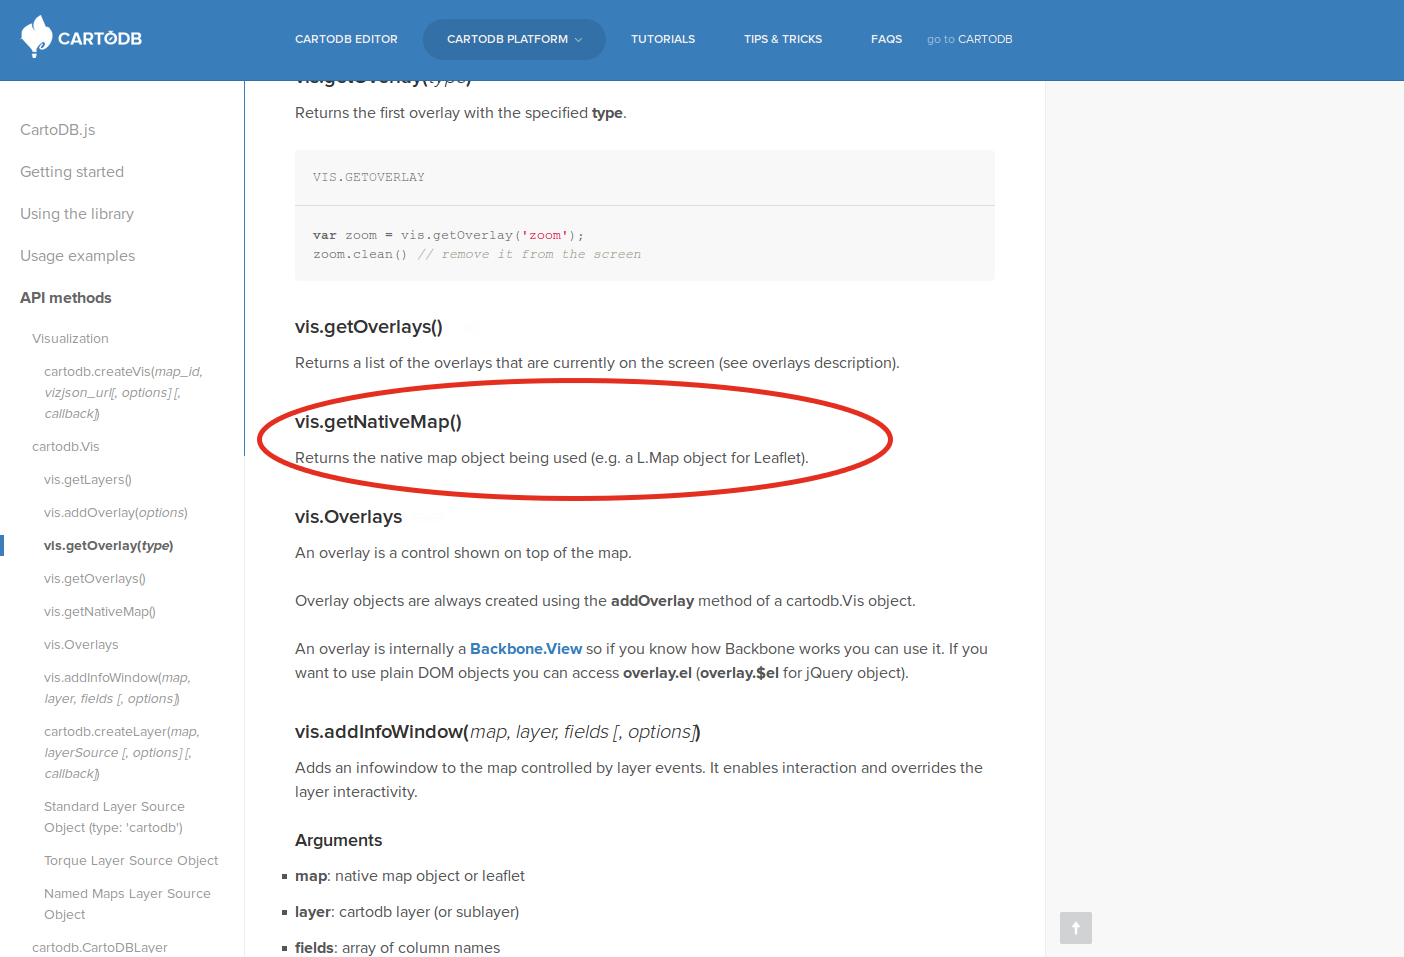 CARTODB
CARTODB EDITOR
CARTODB PLATFORM
TUTORIALS
TIPS & TRICKS
FAQS
go to CARTODB
CartoDB.js
Getting started
Using the library
Usage examples
API methods
Visualization
cartodb.createVis(map_id,
vizjson_url[, options] [,
callback])
cartodb.Vis
vis.getLayers()
vis.addOverlay(options)
vis.getOverlay(type)
vis.getOverlays()
vis.getNativeMap()
vis.Overlays
vis.addInfoWindow(map,
layer, fields [, options])
cartodb.createLayer(map,
layerSource [, options] [,
callback])
Standard Layer Source
Object (type: 'cartodb')
Torque Layer Source Object
Named Maps Layer Source
Object
cartodb.CartoDBLayer
vis.getOverlay(type)
Returns the first overlay with the specified type.
VIS.GETOVERLAY
var zoom = vis.getOverlay('zoom');
zoom.clean() // remove it from the screen
vis.getOverlays()
Returns a list of the overlays that are currently on the screen (see overlays description).
vis.getNativeMap()
Returns the native map object being used (e.g. a L.Map object for Leaflet).
vis.Overlays
An overlay is a control shown on top of the map.
Overlay objects are always created using the addOverlay method of a cartodb.Vis object.
An overlay is internally a Backbone.View so if you know how Backbone works you can use it. If you
want to use plain DOM objects you can access overlay.el (overlay.$el for jQuery object).
vis.addInfoWindow(map, layer, fields [, options])
Adds an infowindow to the map controlled by layer events. It enables interaction and overrides the
layer interactivity.
Arguments
map: native map object or leaflet
layer: cartodb layer (or sublayer)
fields: array of column names